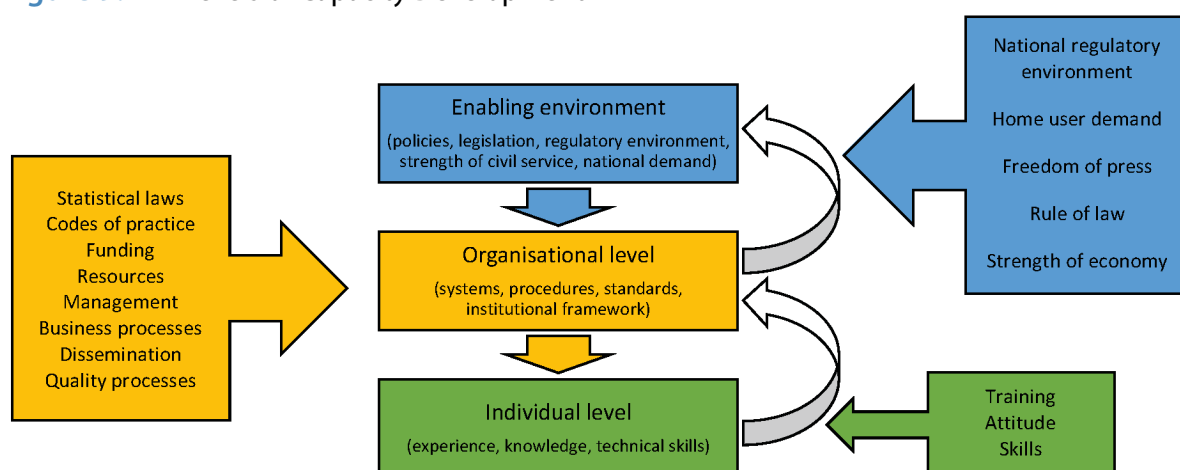 National regulatory
environment
Home user demand
Freedom of press
Rule of law
Strength of economy
Enabling environment
(policies, legislation, regulatory environment,
strength of civil service, national demand)
Statistical laws
Codes of practice
Funding
Resources
Management
Business processes
Dissemination
Quality processes
Organisational level
(systems, procedures, standards,
institutional framework)
Individual level
(experience, knowledge, technical skills)
Training
Attitude
Skills